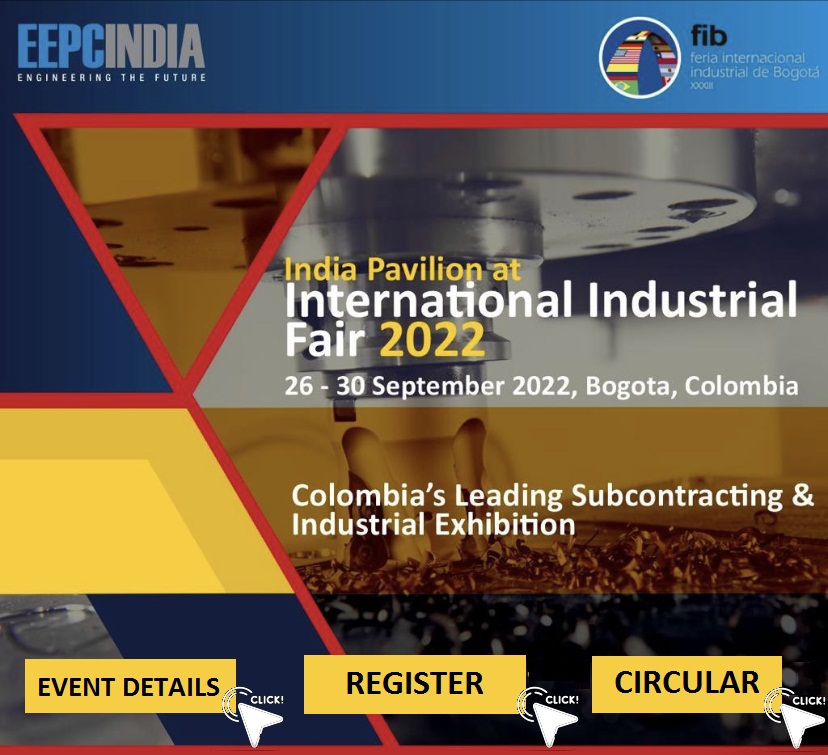 EEPCINDIA
ENGINEERING THE FUTURE
fib
feria internacional
industrial de Bogotá
XXXIII
India Pavilion at
International Industrial
Fair 2022
26 - 30 September 2022, Bogota, Colombia
Colombia's Leading Subcontracting &
Industrial Exhibition
EVENT DETAILS
CLICK!
REGISTER
CLICK!
CIRCULAR
CLICK!